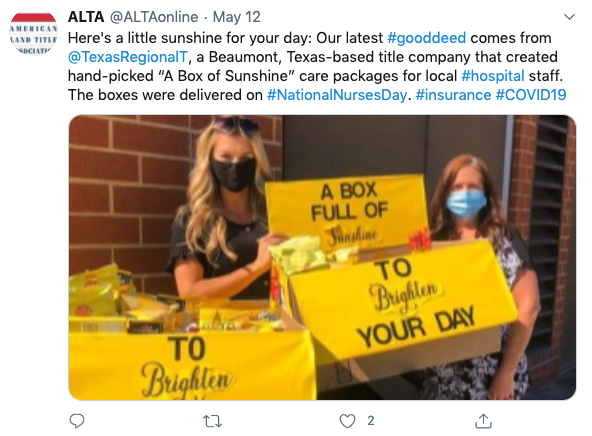 ALTA @ALTAonline · May 12
AMERICAN
LAND TITLE
Here's a little sunshine for your day: Our latest #gooddeed comes from
@TexasRegionalT, a Beaumont, Texas-based title company that created
hand-picked “A Box of Sunshine” care packages for local #hospital staff.
The boxes were delivered on #NationalNursesDay. #insurance #COVID19
A BOX
FULL OF
Sunshine
TO
Brighten
YOUR DAY
TO
Brighten
2